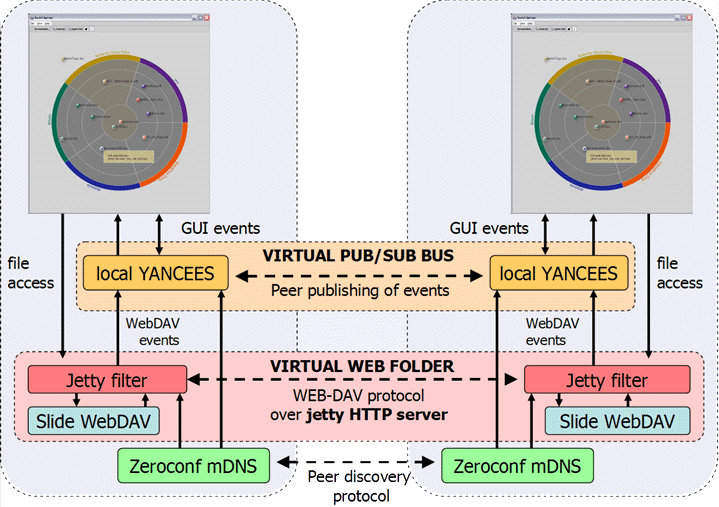 GUI events
GUI events
VIRTUAL PUB/SUB BUS
file
access
local YANCEES
local YANCEES
file
access
Peer publishing of events
WebDAV
events
WebDAV
events
VIRTUAL WEB FOLDER
Jetty filter
Jetty filter
WEB-DAV protocol
over jetty HTTP server
Slide WebDAV
Slide WebDAV
Zeroconf mDNS
Zeroconf mDNS
Peer discovery
protocol